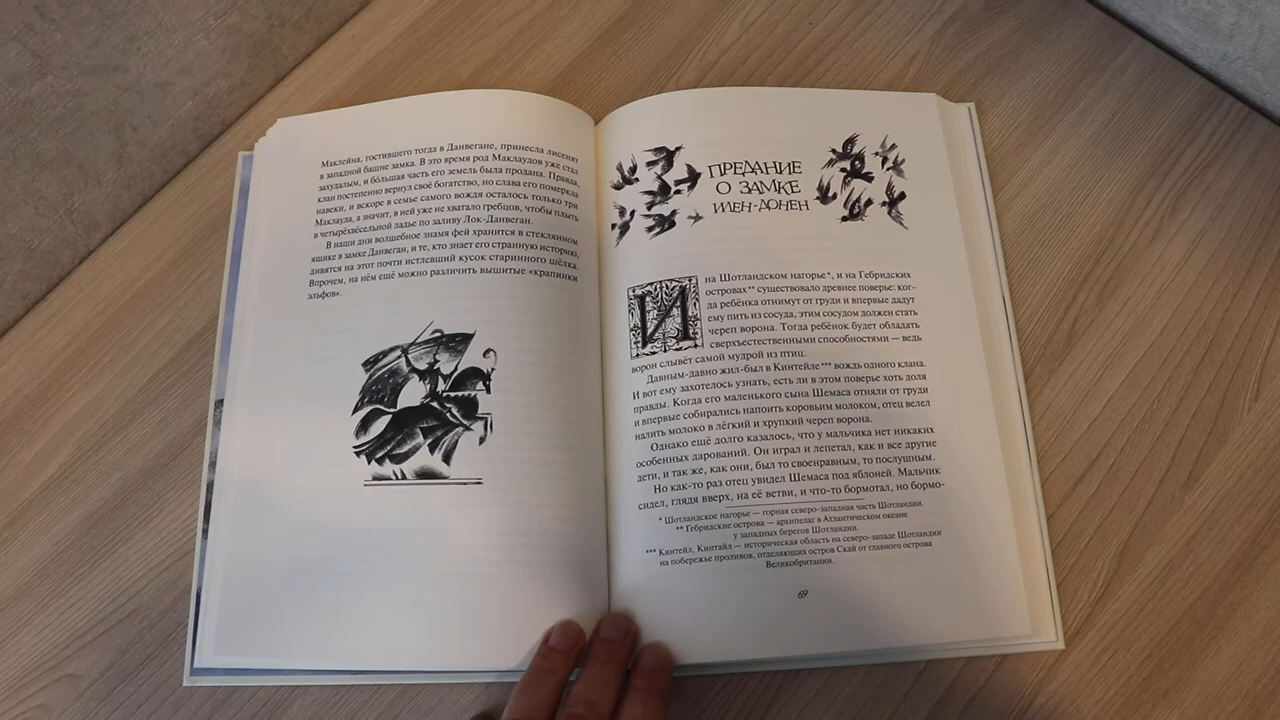 Маклейна, гостившего тогда в Данвегане, принесла лисенят
в западной башне замка. В это время род Маклаудов уже стал
захудалым, и бо́льшая часть его земель была продана. Правда,
клан постепенно вернул своё богатство, но слава его померкла
навеки, и вскоре в семье самого вождя осталось только три
Маклауда, а значит, в ней уже не хватало гребцов, чтобы плыть
в четырёхвёсельной ладье по заливу Лок-Данвеган.
В наши дни волшебное знамя фей хранится в стеклянном
ящике в замке Данвеган, и те, кто знает его странную историю,
дивятся на этот почти истлевший кусок старинного шёлка.
Впрочем, на нём ещё можно различить вышитые «крапинки
эльфов».
ПРЕДАНИЕ
О ЗАМКЕ
ИЛЕН-ДОНЕН
И на Шотландском нагорье*, и на Гебридских
островах** существовало древнее поверье: ког-
да ребёнка отнимут от груди и впервые дадут
ему пить из сосуда, этим сосудом должен стать
череп ворона. Тогда ребёнок будет обладать
сверхъестественными способностями — ведь
ворон слывёт самой мудрой из птиц.
Давным-давно жил-был в Кинтейле*** вождь одного клана.
И вот ему захотелось узнать, есть ли в этом поверье хоть доля
правды. Когда его маленького сына Шемаса отняли от груди
и впервые собирались напоить коровьим молоком, отец велел
налить молоко в лёгкий и хрупкий череп ворона.
Однако ещё долго казалось, что у мальчика нет никаких
особенных дарований. Он играл и лепетал, как и все другие
дети, и так же, как они, был то своенравным, то послушным.
Но как-то раз отец увидел Шемаса под яблоней. Мальчик
сидел, глядя вверх, на её ветви, и что-то бормотал, но бормо-
* Шотландское нагорье — горная северо-западная часть Шотландии.
** Гебридские острова — архипелаг в Атлантическом океане
у западных берегов Шотландии.
*** Кинтейл, Кинтайл — историческая область на северо-западе Шотландии
на побережье проливов, отделяющих остров Скай от главного острова
Великобритании.
69